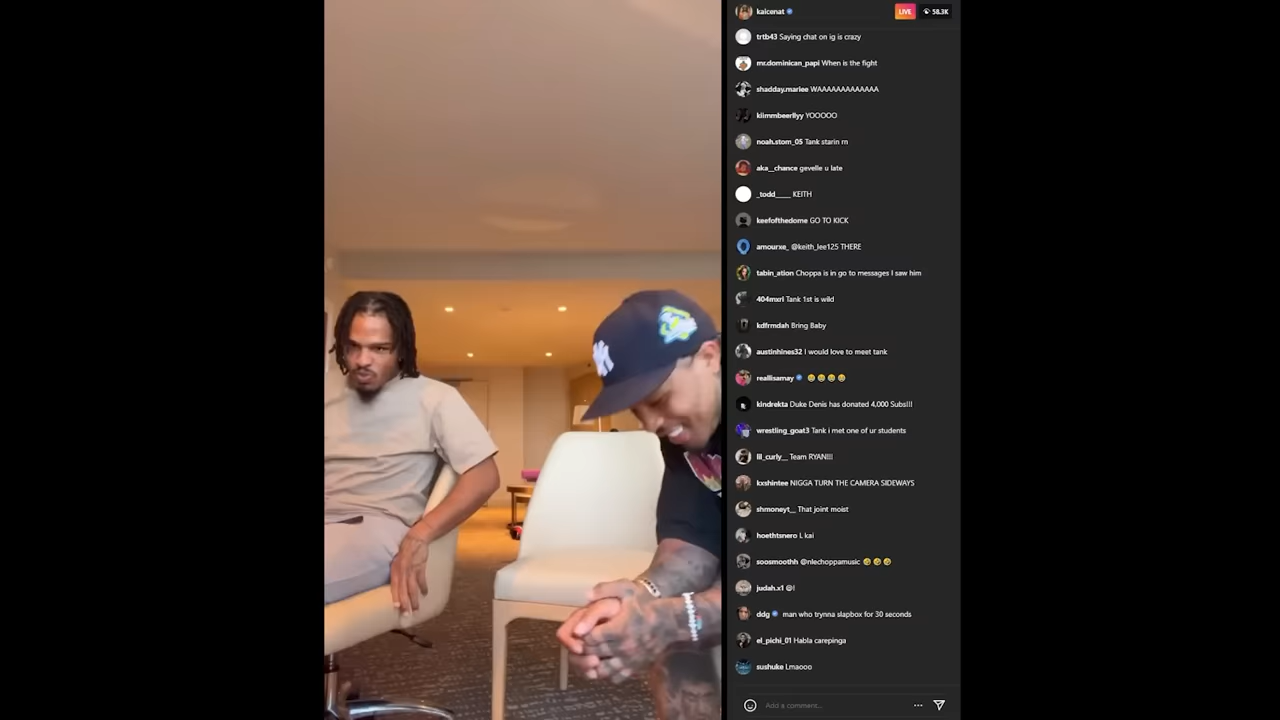 kaicenat
LIVE 58.3K
trtb43 Saying chat on ig is crazy
mr.dominican_papi When is the fight
shadday.mariee WAAAAAAAAAAAAA
kiimmbeerllyy YOOOOO
noah.stom_05 Tank starin rn
aka__chance gevelle u late
_todd____ KEITH
keefofthedome GO TO KICK
amourxe_ @keith_lee125 THERE
tabin_ation Choppa is in go to messages I saw him
404mxri Tank 1st is wild
kdfrmdah Bring Baby
austinhines32 I would love to meet tank
reallisamay 😂 😂 😂 😂
kindrekta Duke Denis has donated 4,000 Subs!!!
wrestling_goat3 Tank i met one of ur students
lil_curly__ Team RYAN!!!
kxshintee NIGGA TURN THE CAMERA SIDEWAYS
shmoneyt__ That joint moist
hoethtsnero L kai
soosmoothh @nlechoppamusic 🤣 🤣 🤣
judah.x1 @!
ddg man who trynna slapbox for 30 seconds
el_pichi_01 Habla carepinga
sushuke Lmaooo
Add a comment...